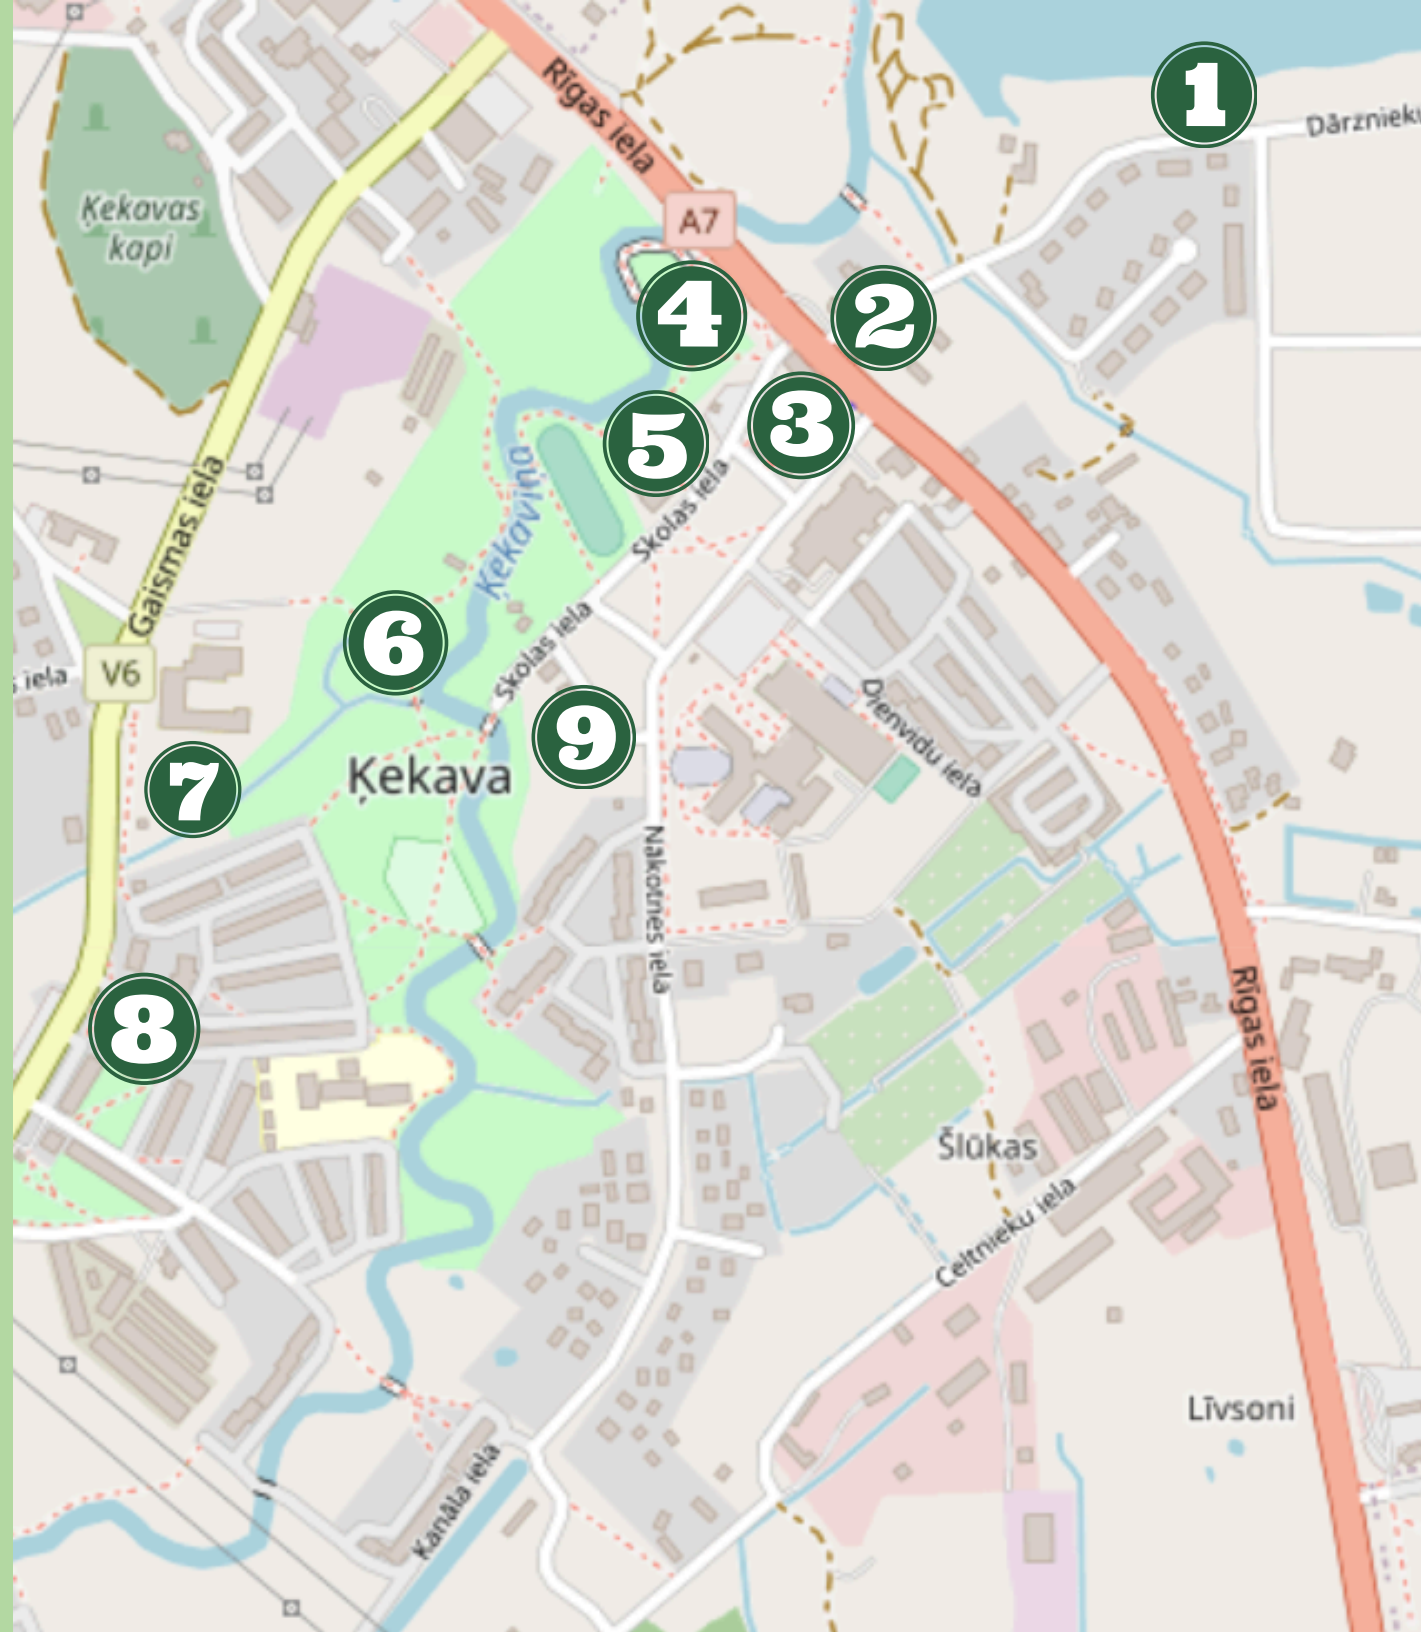 Rīgas iela
1
Dārznieku
Ķekavas
kapi
A7
4
2
3
5
Skolas iela
Ķekaviņa
Gaismas iela
6
Skolas iela
V6
iela
9
Dienvidu iela
7
Ķekava
Nākotnes iela
8
Rīgas iela
Šlūkas
Celtnieku iela
Līvsoni
Kanāla iela